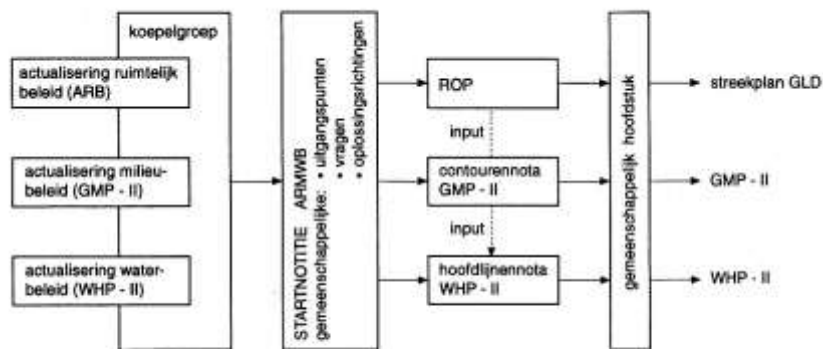 koepelgroep
actualisering ruimtelijk
beleid (ARB)
actualisering milieu-
beleid (GMP - II)
actualisering water-
beleid (WHP - II)
STARTNOTITIE ARMWB
gemeenschappelijke: • uitgangspunten
• vragen
• oplossingsrichtingen
ROP
input
contourennota
GMP - II
input
hoofdlijnennota
WHP - II
gemeenschappelijk hoofdstuk
streekplan GLD
GMP - II
WHP - II